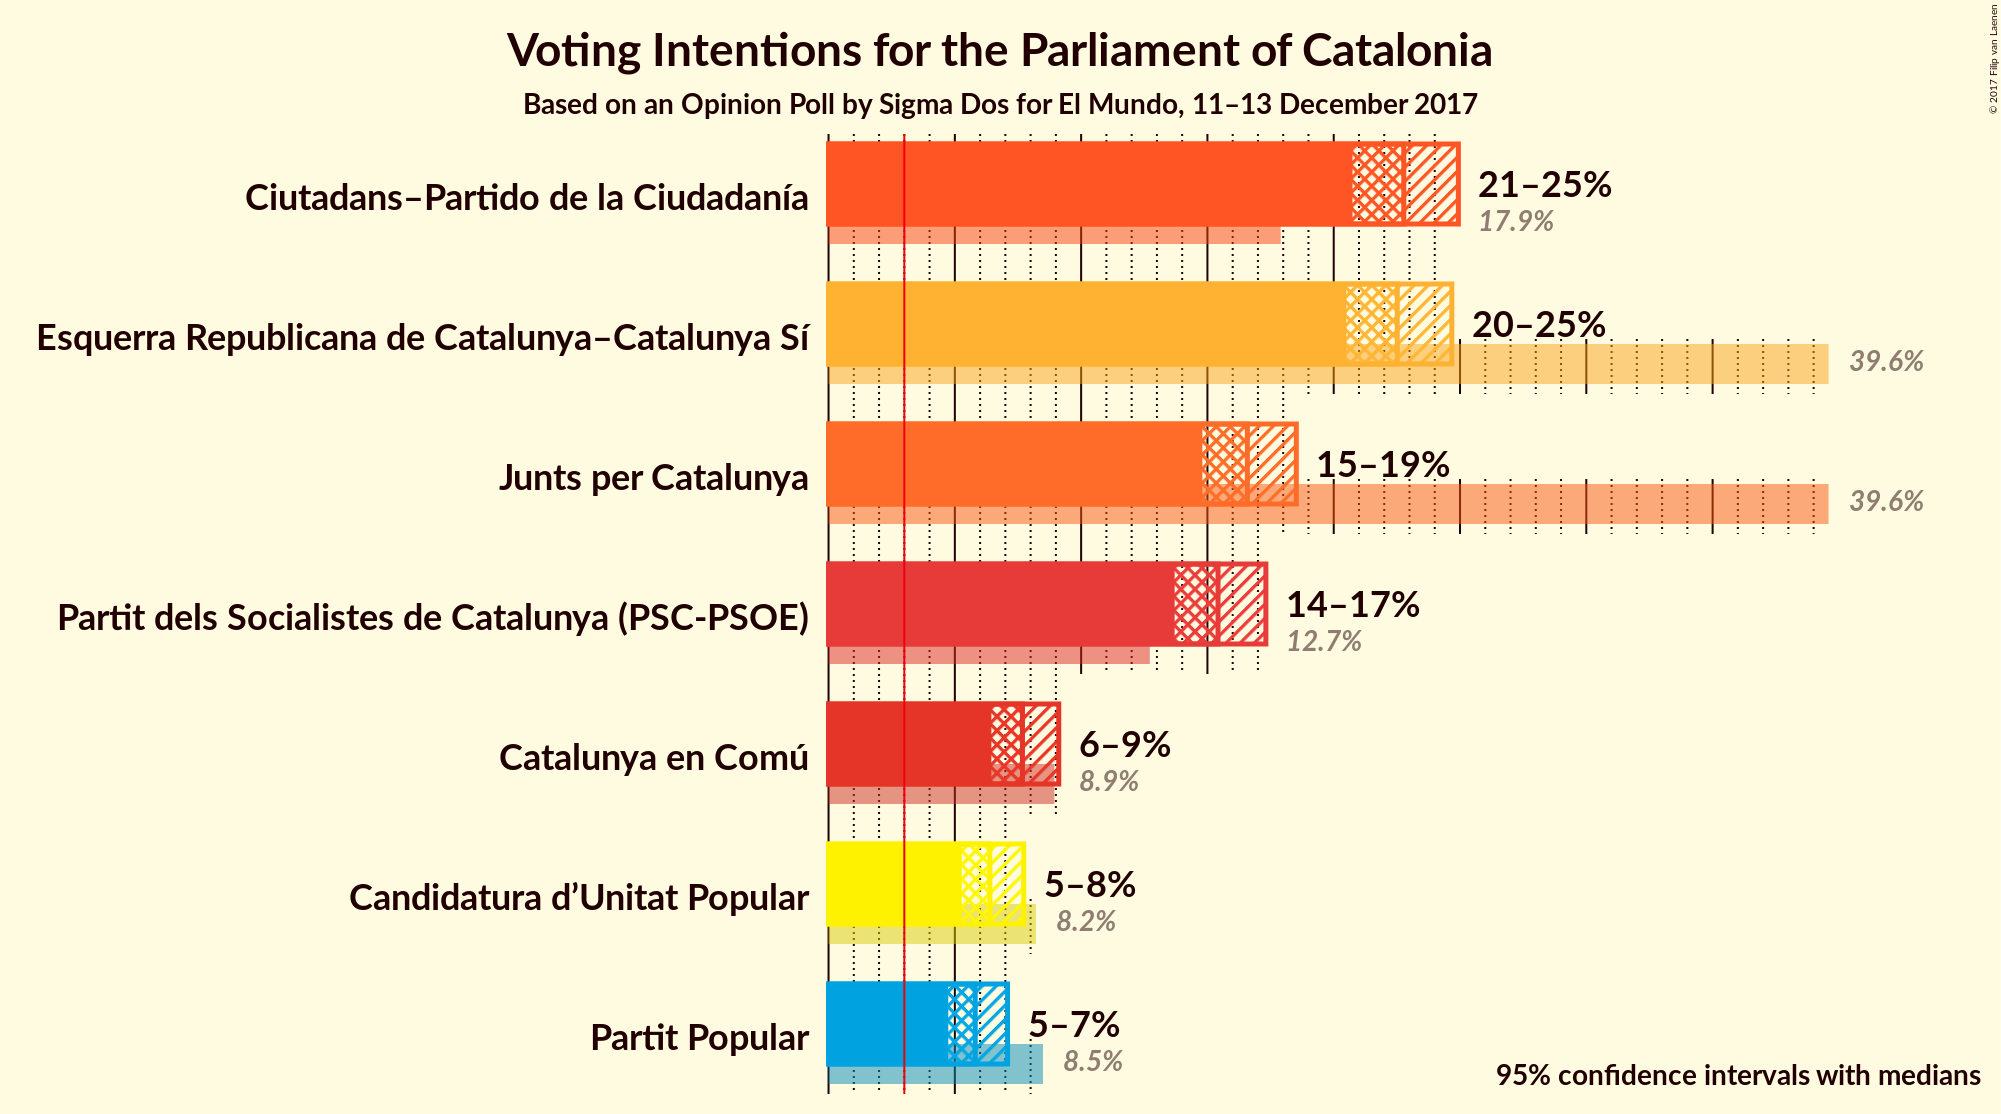 Voting Intentions for the Parliament of Catalonia
Based on an Opinion Poll by Sigma Dos for El Mundo, 11–13 December 2017
© 2017 Filip van Laenen
Ciutadans–Partido de la Ciudadanía
21–25%
17.9%
Esquerra Republicana de Catalunya–Catalunya Sí
20–25%
39.6%
Junts per Catalunya
15–19%
39.6%
Partit dels Socialistes de Catalunya (PSC-PSOE)
14–17%
12.7%
Catalunya en Comú
6–9%
8.9%
Candidatura d’Unitat Popular
5–8%
8.2%
Partit Popular
5–7%
8.5%
95% confidence intervals with medians